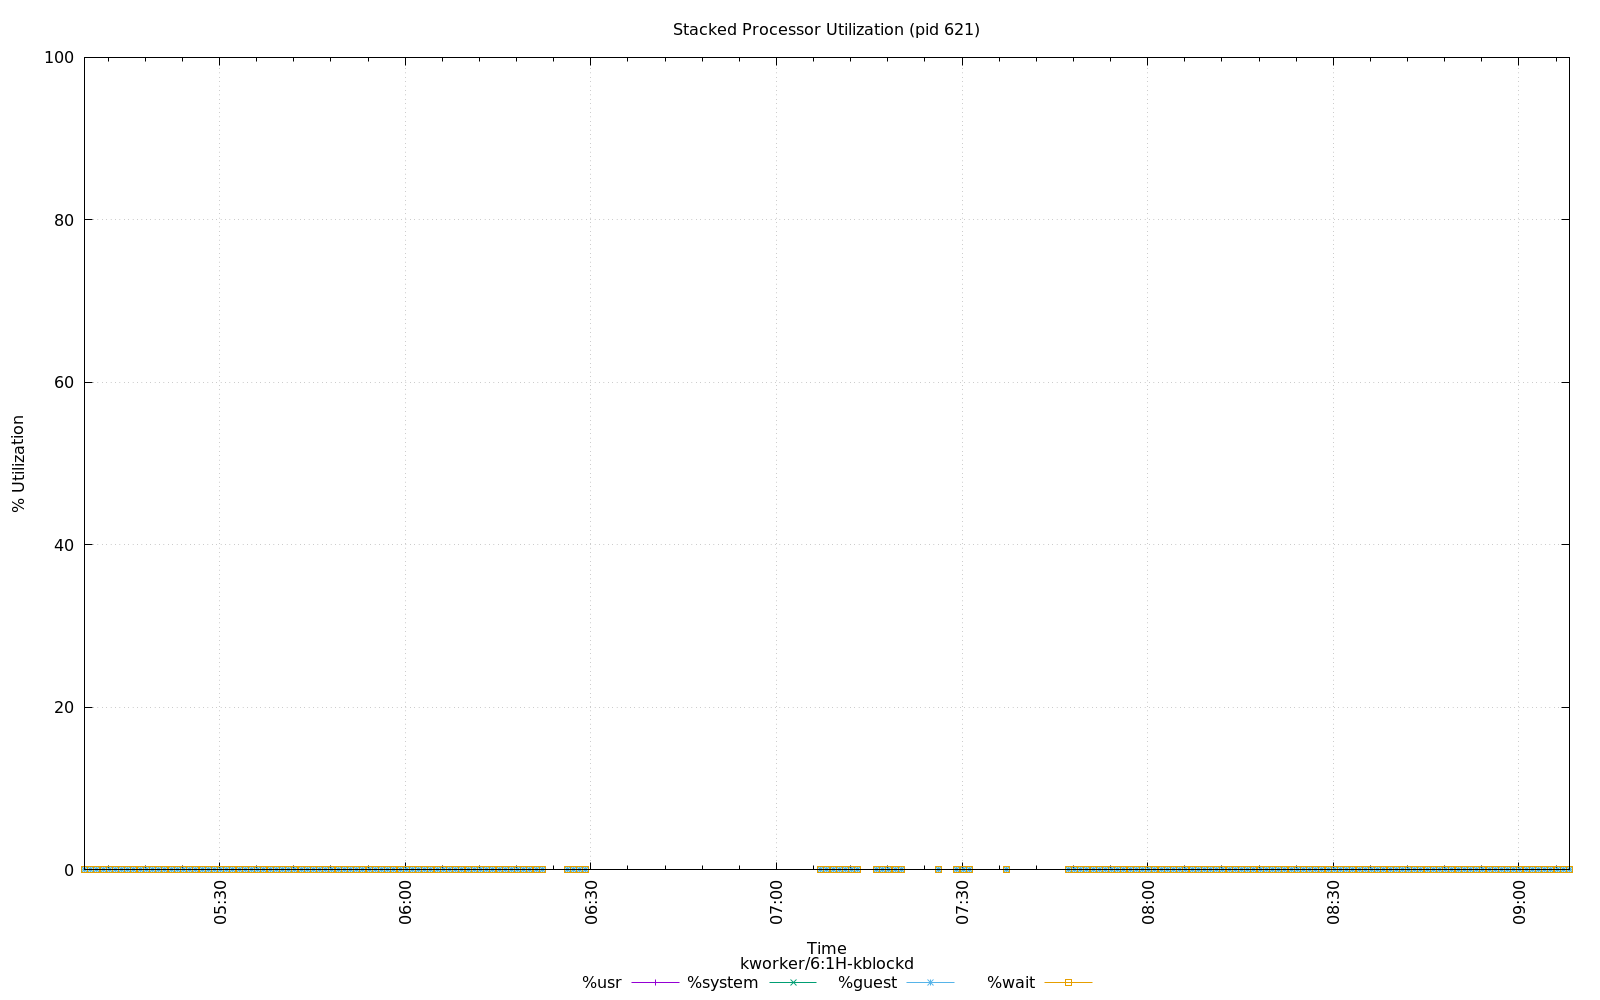 Stacked Processor Utilization (pid 621)
100
80
60
40
20
0
% Utilization
05:30
06:00
06:30
07:00
07:30
08:00
08:30
09:00
Time
kworker/6:1H-kblockd
%usr %system %guest %wait